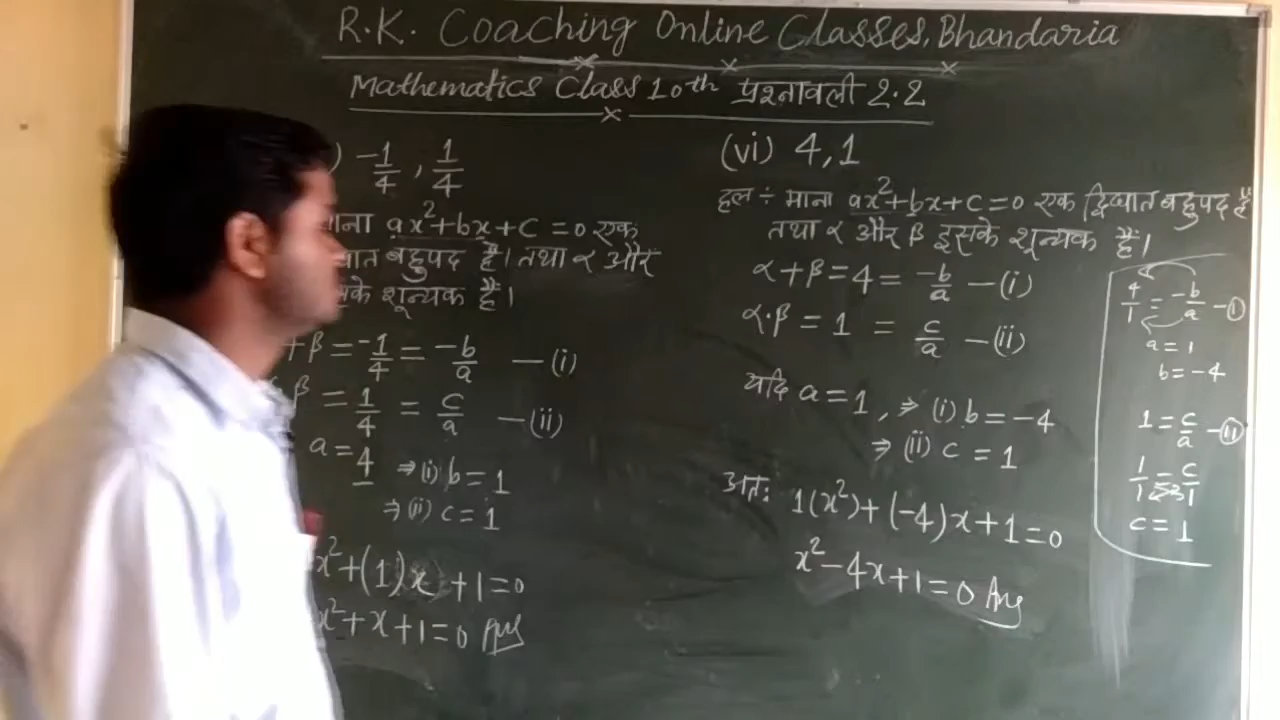 R.K. Coaching Online Classes, Bhandaria
Mathematics Class 10th प्रश्नावली 2.2
) -1/4 , 1/4
माना ax²+bx+c=0 एक
घात बहुपद है। तथा α और
सके शून्यक हैं।
+β = -1/4 = -b/a —(i)
β = 1/4 = c/a —(ii)
a = 4 ⇒(i) b = 1
⇒(ii) c = 1
x²+(1)x +1=0
x²+x+1=0 Ans
(vi) 4,1
हल ÷ माना ax²+bx+c=0 एक द्विघात बहुपद है
तथा α और β इसके शून्यक हैं।
α+β = 4 = -b/a —(i)
α·β = 1 = c/a —(ii)
यदि a = 1, ⇒ (i) b = -4
⇒ (ii) c = 1
अतः 1(x²)+(-4)x+1=0
x²-4x+1=0 Ans
4/1 = -b/a —①
a = 1
b = -4
1 = c/a —⑪
1/1 = c/1
c = 1